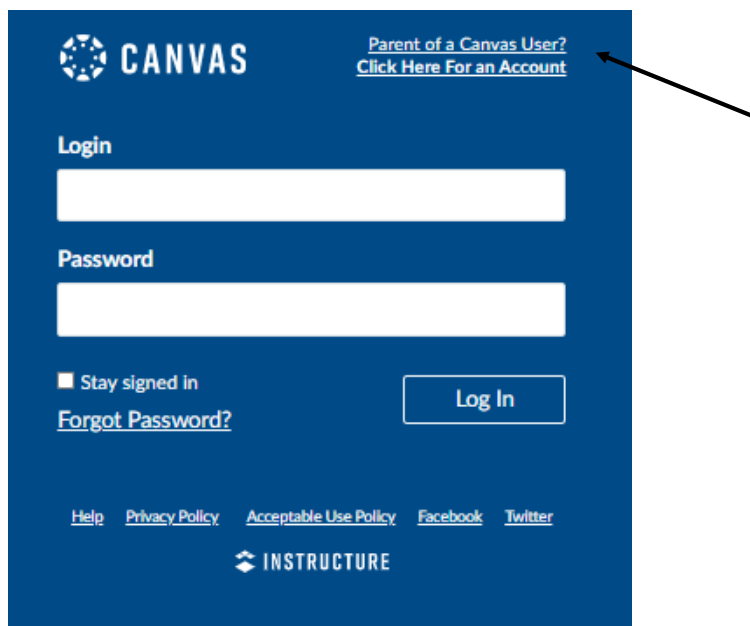 CANVAS
Parent of a Canvas User?
Click Here For an Account
Login
Password
Stay signed in
Log In
Forgot Password?
Help Privacy Policy Acceptable Use Policy Facebook Twitter
INSTRUCTURE